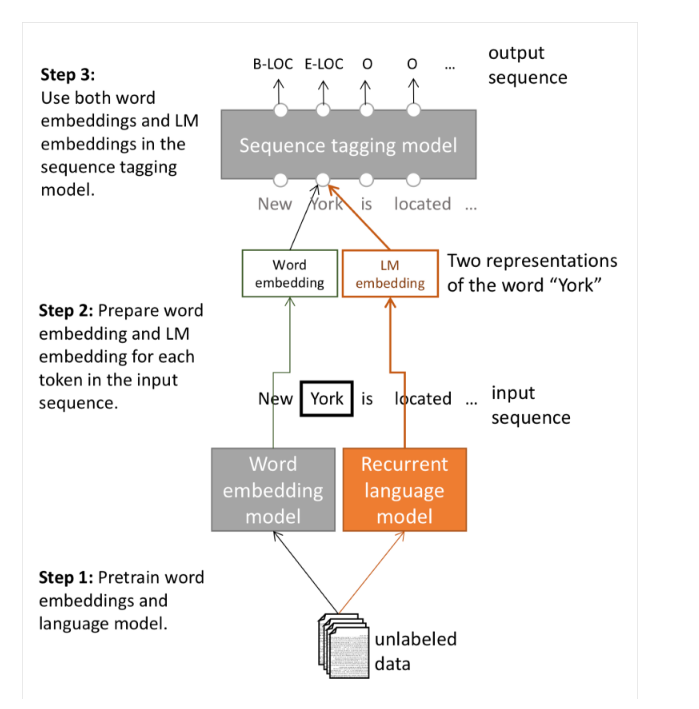 B-LOC E-LOC O O ...
output
sequence
Step 3:
Use both word
embeddings and LM
embeddings in the
sequence tagging
model.
Sequence tagging model
New York is located ...
Word
embedding
LM
embedding
Two representations
of the word “York”
Step 2: Prepare word
embedding and LM
embedding for each
token in the input
sequence.
New York is located ...
input
sequence
Word
embedding
model
Recurrent
language
model
Step 1: Pretrain word
embeddings and
language model.
unlabeled
data